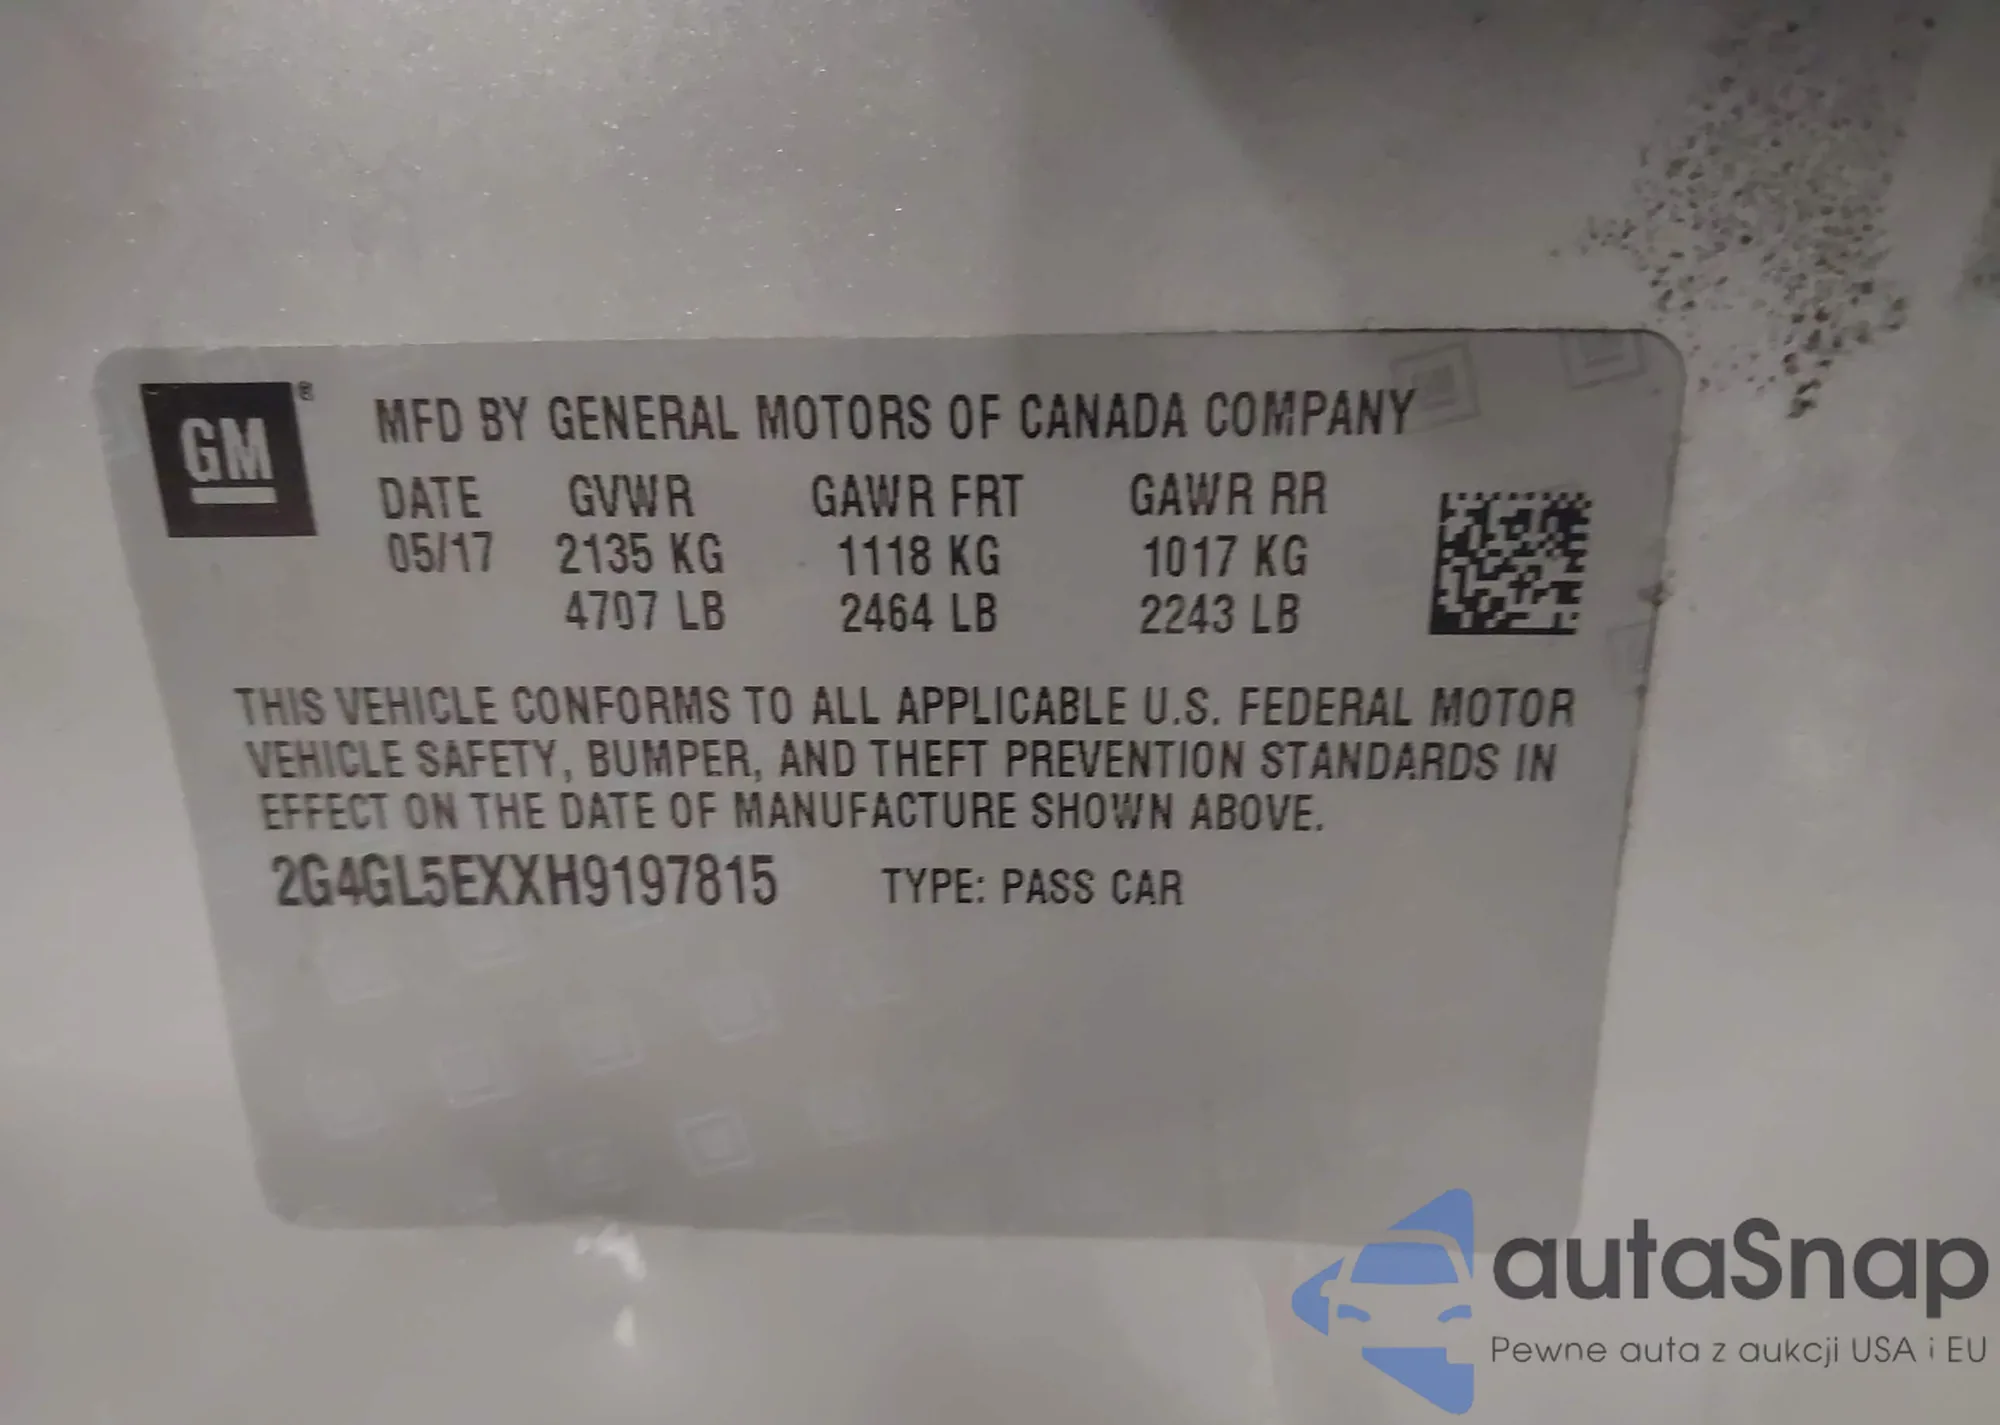 GM ®
MFD BY GENERAL MOTORS OF CANADA COMPANY
DATE GVWR GAWR FRT GAWR RR
05/17 2135 KG 1118 KG 1017 KG
4707 LB 2464 LB 2243 LB
THIS VEHICLE CONFORMS TO ALL APPLICABLE U.S. FEDERAL MOTOR
VEHICLE SAFETY, BUMPER, AND THEFT PREVENTION STANDARDS IN
EFFECT ON THE DATE OF MANUFACTURE SHOWN ABOVE.
2G4GL5EXXH9197815 TYPE: PASS CAR
autaSnap
Pewne auta z aukcji USA i EU